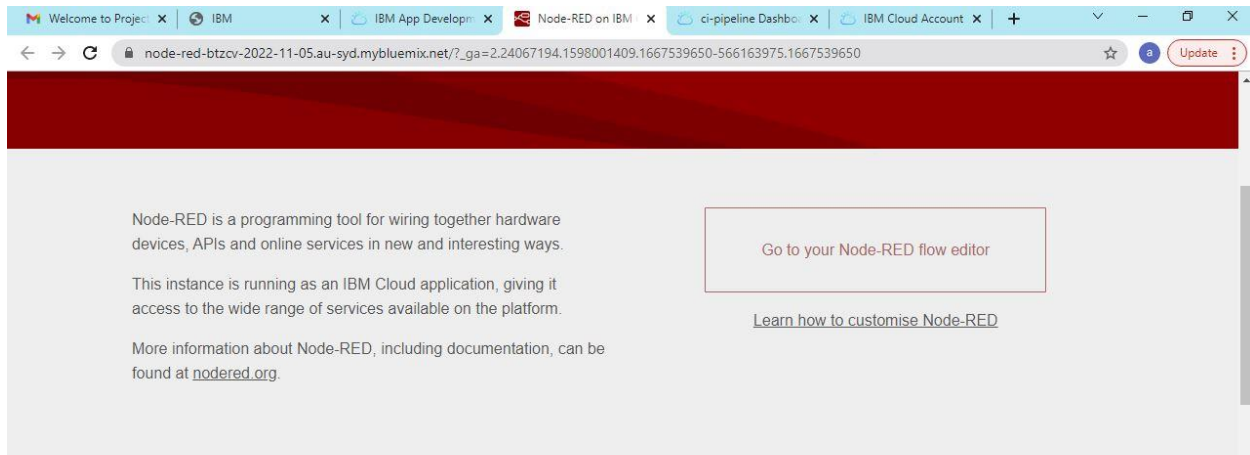 Welcome to Projec
IBM
IBM App Developm
Node-RED on IBM
ci-pipeline Dashbo
IBM Cloud Account
node-red-btzcv-2022-11-05.au-syd.mybluemix.net/?_ga=2.24067194.1598001409.1667539650-566163975.1667539650
a
Update
Node-RED is a programming tool for wiring together hardware
devices, APIs and online services in new and interesting ways.
This instance is running as an IBM Cloud application, giving it
access to the wide range of services available on the platform.
More information about Node-RED, including documentation, can be
found at nodered.org.
Go to your Node-RED flow editor
Learn how to customise Node-RED